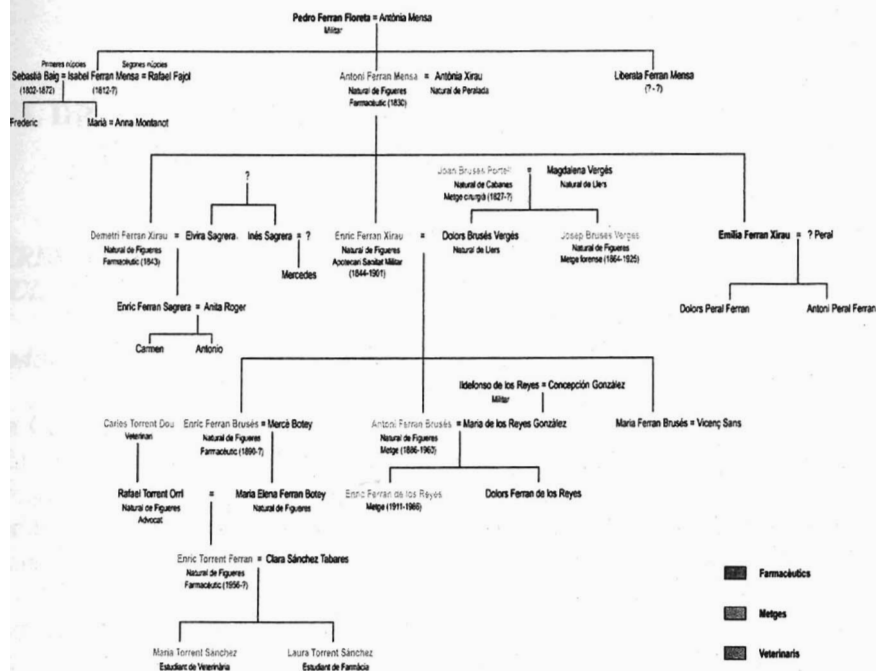 Pedro Ferran Floreta = Antònia Mensa
Militar
Primeres núpcies
Segones núpcies
Sebastià Baig = Isabel Ferran Mensa = Rafael Fajol
(1802-1872)
(1812-?)
Antoni Ferran Mensa = Antònia Xirau
Natural de Figueres
Natural de Peralada
Farmacèutic (1830)
Liberata Ferran Mensa
(? - ?)
Frederic
Marià = Anna Montanot
?
Joan Brusés Portell = Magdalena Vergés
Natural de Cabanes
Natural de Llers
Metge cirurgià (1827-?)
Demetri Ferran Xirau = Elvira Sagrera
Natural de Figueres
Farmacèutic (1843)
Inés Sagrera = ?
Mercedes
Enric Ferran Xirau = Dolors Brusés Vergés
Natural de Figueres
Natural de Llers
Apotecari Sanitat Militar
(1844-1901)
Josep Brusés Vergés
Natural de Figueres
Metge forense (1864-1925)
Emília Ferran Xirau = ? Peral
Dolors Peral Ferran
Antoni Peral Ferran
Enric Ferran Sagrera = Anita Roger
Carmen
Antonio
Ildefonso de los Reyes = Concepción González
Militar
Carles Torrent Dou
Veterinari
Enric Ferran Brusés = Mercè Botey
Natural de Figueres
Farmacèutic (1890-?)
Antoni Ferran Brusés = Maria de los Reyes González
Natural de Figueres
Metge (1886-1960)
Maria Ferran Brusés = Vicenç Sans
Rafael Torrent Orri = Maria Elena Ferran Botey
Natural de Figueres
Natural de Figueres
Advocat
Enric Ferran de los Reyes
Metge (1911-1986)
Dolors Ferran de los Reyes
Enric Torrent Ferran = Clara Sánchez Tabares
Natural de Figueres
Farmacèutic (1956-?)
Maria Torrent Sánchez
Estudiant de Veterinària
Laura Torrent Sánchez
Estudiant de Farmàcia
Farmacèutics
Metges
Veterinaris